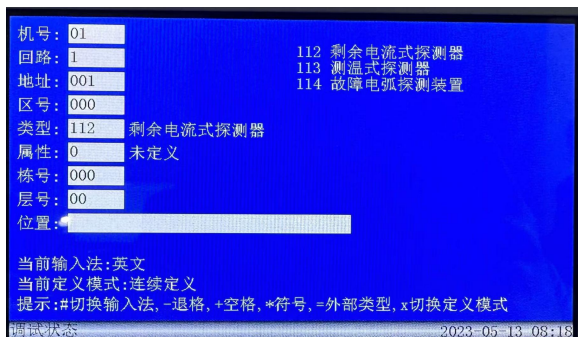 机号: 01
回路: 1
地址: 001
区号: 000
类型: 112 剩余电流式探测器
属性: 0 未定义
栋号: 000
层号: 00
位置:
112 剩余电流式探测器
113 测温式探测器
114 故障电弧探测装置
当前输入法:英文
当前定义模式:连续定义
提示:#切换输入法,-退格,+空格,*符号,=外部类型,x切换定义模式
调试状态 2023-05-13 08:18